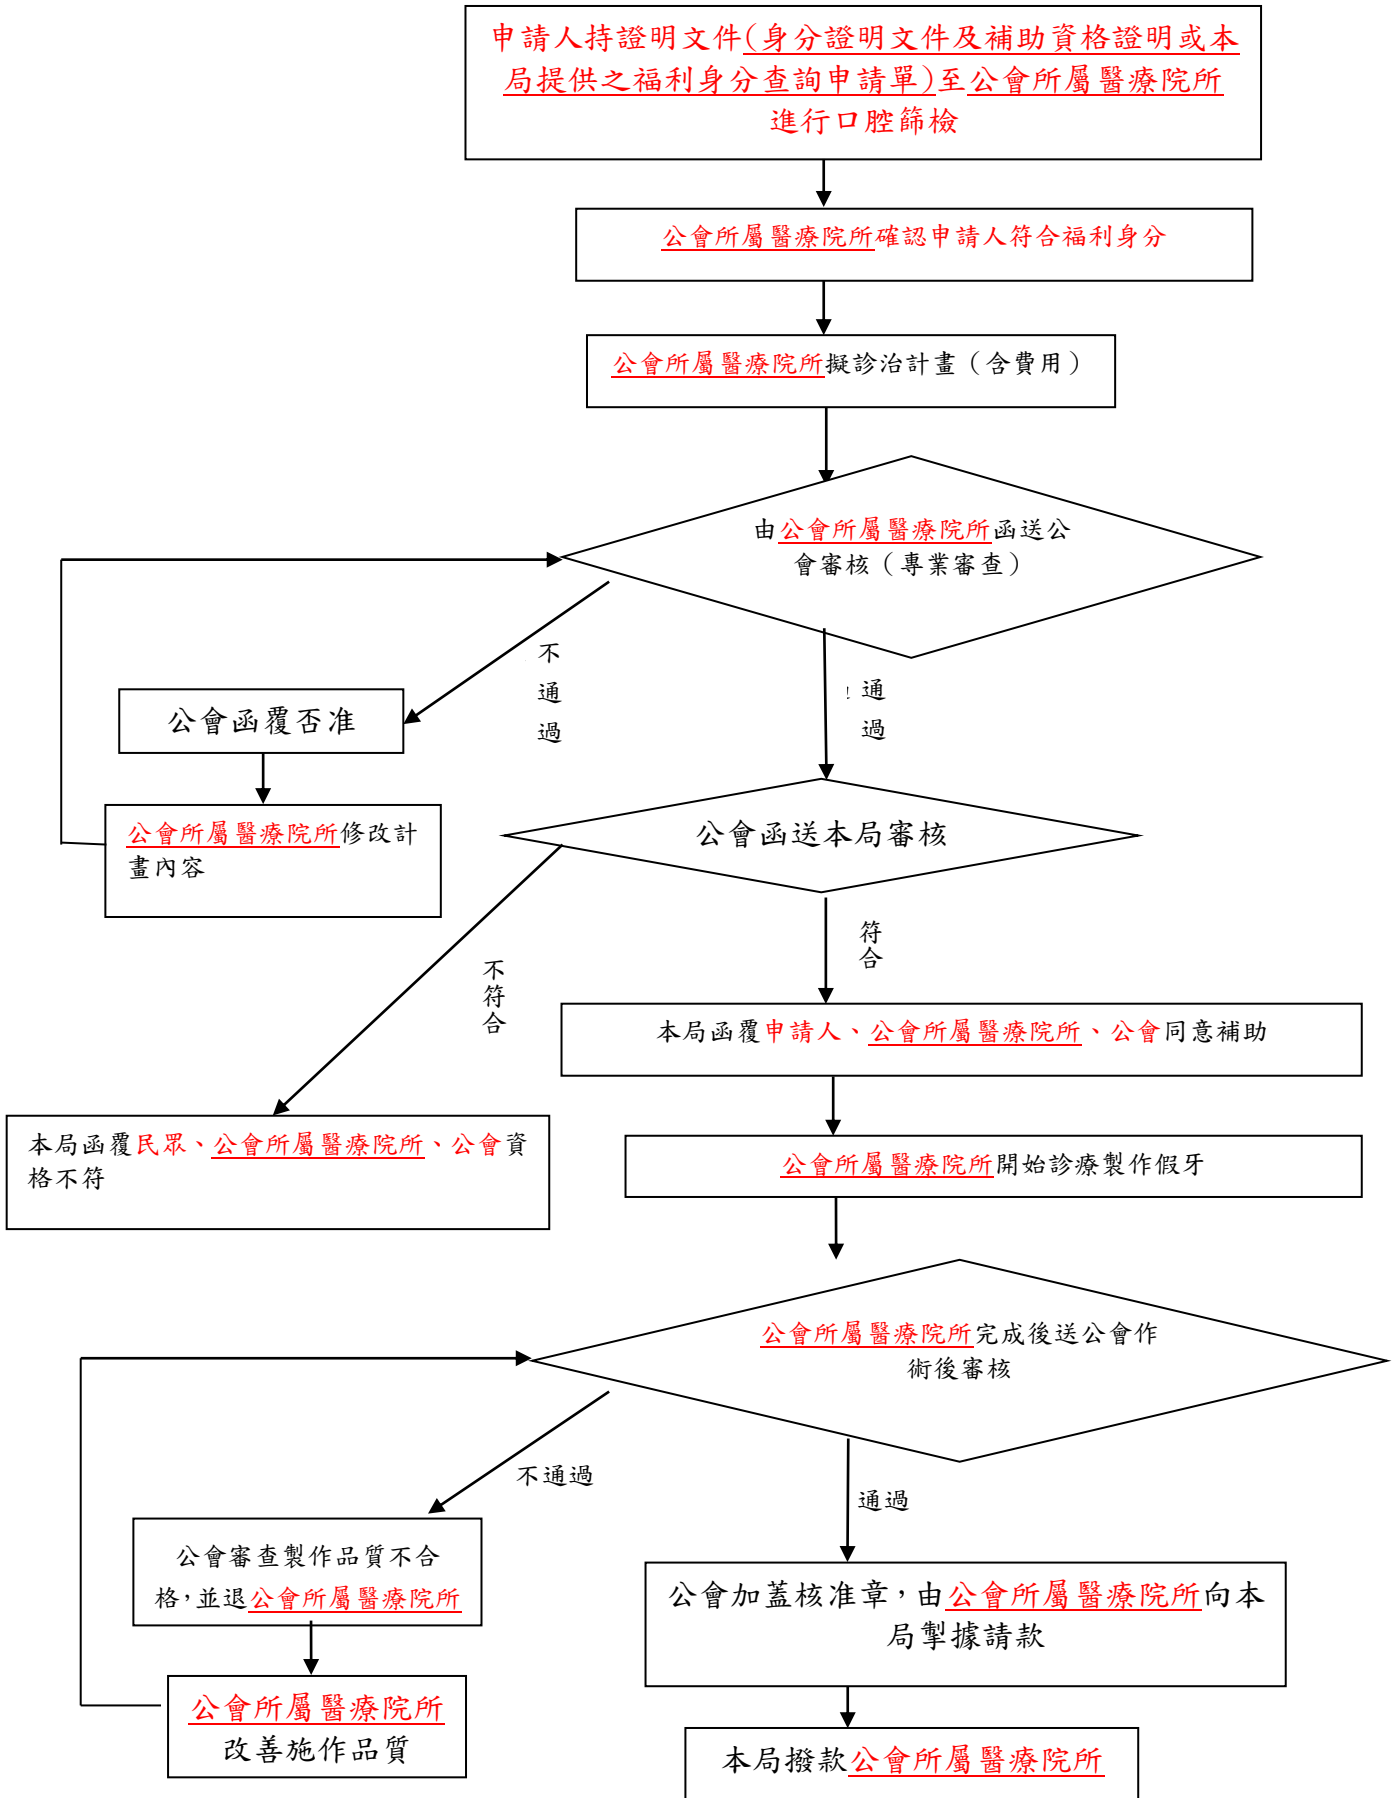 申請人持證明文件(身分證明文件及補助資格證明或本
局提供之福利身分查詢申請單)至公會所屬醫療院所
進行口腔篩檢
公會所屬醫療院所確認申請人符合福利身分
公會所屬醫療院所擬診治計畫（含費用）
由公會所屬醫療院所函送公
會審核（專業審查）
不
通
過
通
過
公會函覆否准
公會所屬醫療院所修改計
畫內容
公會函送本局審核
符
合
不
符
合
本局函覆申請人、公會所屬醫療院所、公會同意補助
本局函覆民眾、公會所屬醫療院所、公會資
格不符
公會所屬醫療院所開始診療製作假牙
公會所屬醫療院所完成後送公會作
術後審核
不通過
通過
公會審查製作品質不合
格，並退公會所屬醫療院所
公會加蓋核准章，由公會所屬醫療院所向本
局掣據請款
公會所屬醫療院所
改善施作品質
本局撥款公會所屬醫療院所